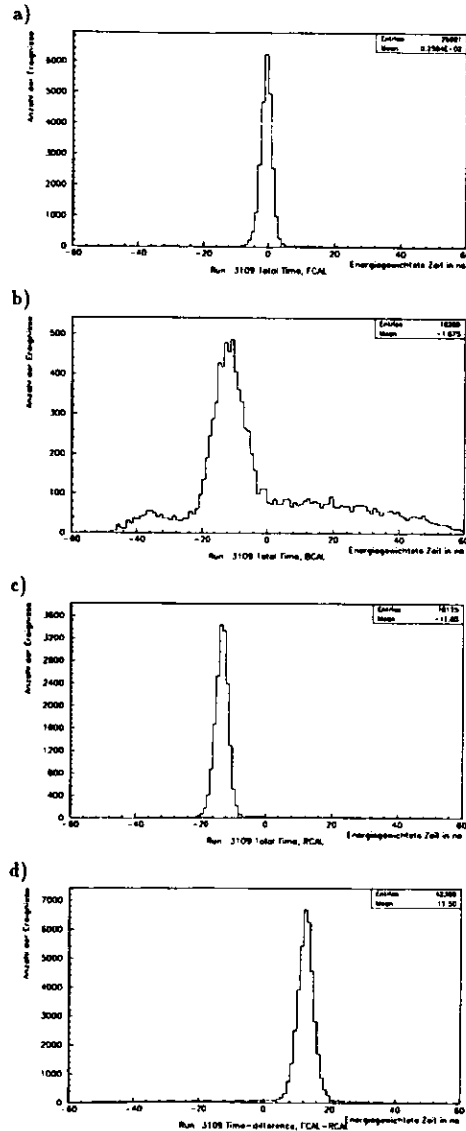 a)
Entries
Mean
Anzahl der Ereignisse
6000
5000
4000
3000
2000
1000
0
-60 -40 -20 0 20 40 60
Energiegewichtete Zeit in ns
Run 3109 Total Time, FCAL
b)
Entries
Mean -1.675
Anzahl der Ereignisse
500
400
300
200
100
0
-60 -40 -20 0 20 40 60
Energiegewichtete Zeit in ns
Run 3109 Total Time, BCAL
c)
Entries
Mean
Anzahl der Ereignisse
3600
3200
2800
2400
2000
1600
1200
800
400
0
-60 -40 -20 0 20 40 60
Energiegewichtete Zeit in ns
Run 3109 Total Time, RCAL
d)
Entries
Mean
Anzahl der Ereignisse
7000
6000
5000
4000
3000
2000
1000
0
-60 -40 -20 0 20 40 60
Energiegewichtete Zeit in ns
Run 3109 Time-difference, FCAL-RCAL